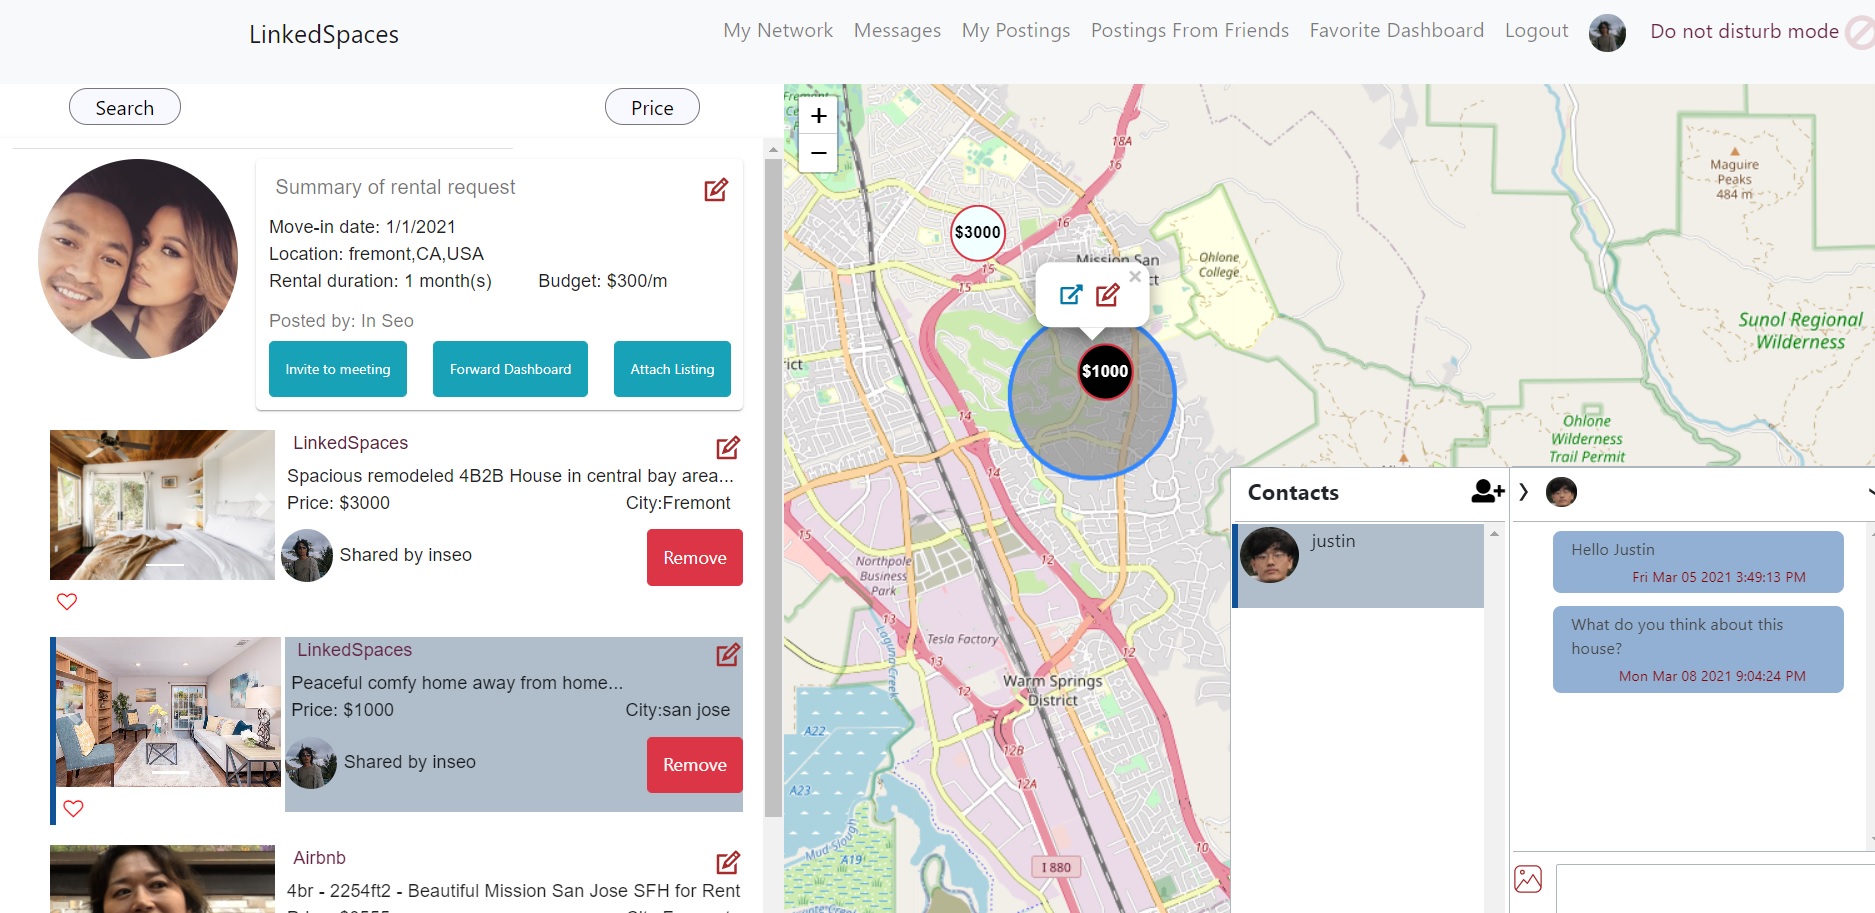 LinkedSpaces
My Network Messages My Postings Postings From Friends Favorite Dashboard Logout Do not disturb mode
Search Price
Summary of rental request
Move-in date: 1/1/2021
Location: fremont,CA,USA
Rental duration: 1 month(s) Budget: $300/m
Posted by: In Seo
Invite to meeting Forward Dashboard Attach Listing
LinkedSpaces
Spacious remodeled 4B2B House in central bay area...
Price: $3000 City:Fremont
Shared by inseo Remove
LinkedSpaces
Peaceful comfy home away from home...
Price: $1000 City:san jose
Shared by inseo Remove
Airbnb
4br - 2254ft2 - Beautiful Mission San Jose SFH for Rent
+
−
18A
16
Maguire
Peaks
484 m
16
$3000
15
Mission San
Ohlone
College
15
×
Sunol Regional
Wilderness
$1000
14
Ohlone
Wilderness
Trail Permit
14
15
Northpole
Business
Park
13
Tesla Factory
Laguna Creek
13
12
12
Warm Springs
District
A22
12B
12A
A23
Mud Slough
A19
10
I 880
Contacts
justin
Hello Justin
Fri Mar 05 2021 3:49:13 PM
What do you think about this
house?
Mon Mar 08 2021 9:04:24 PM